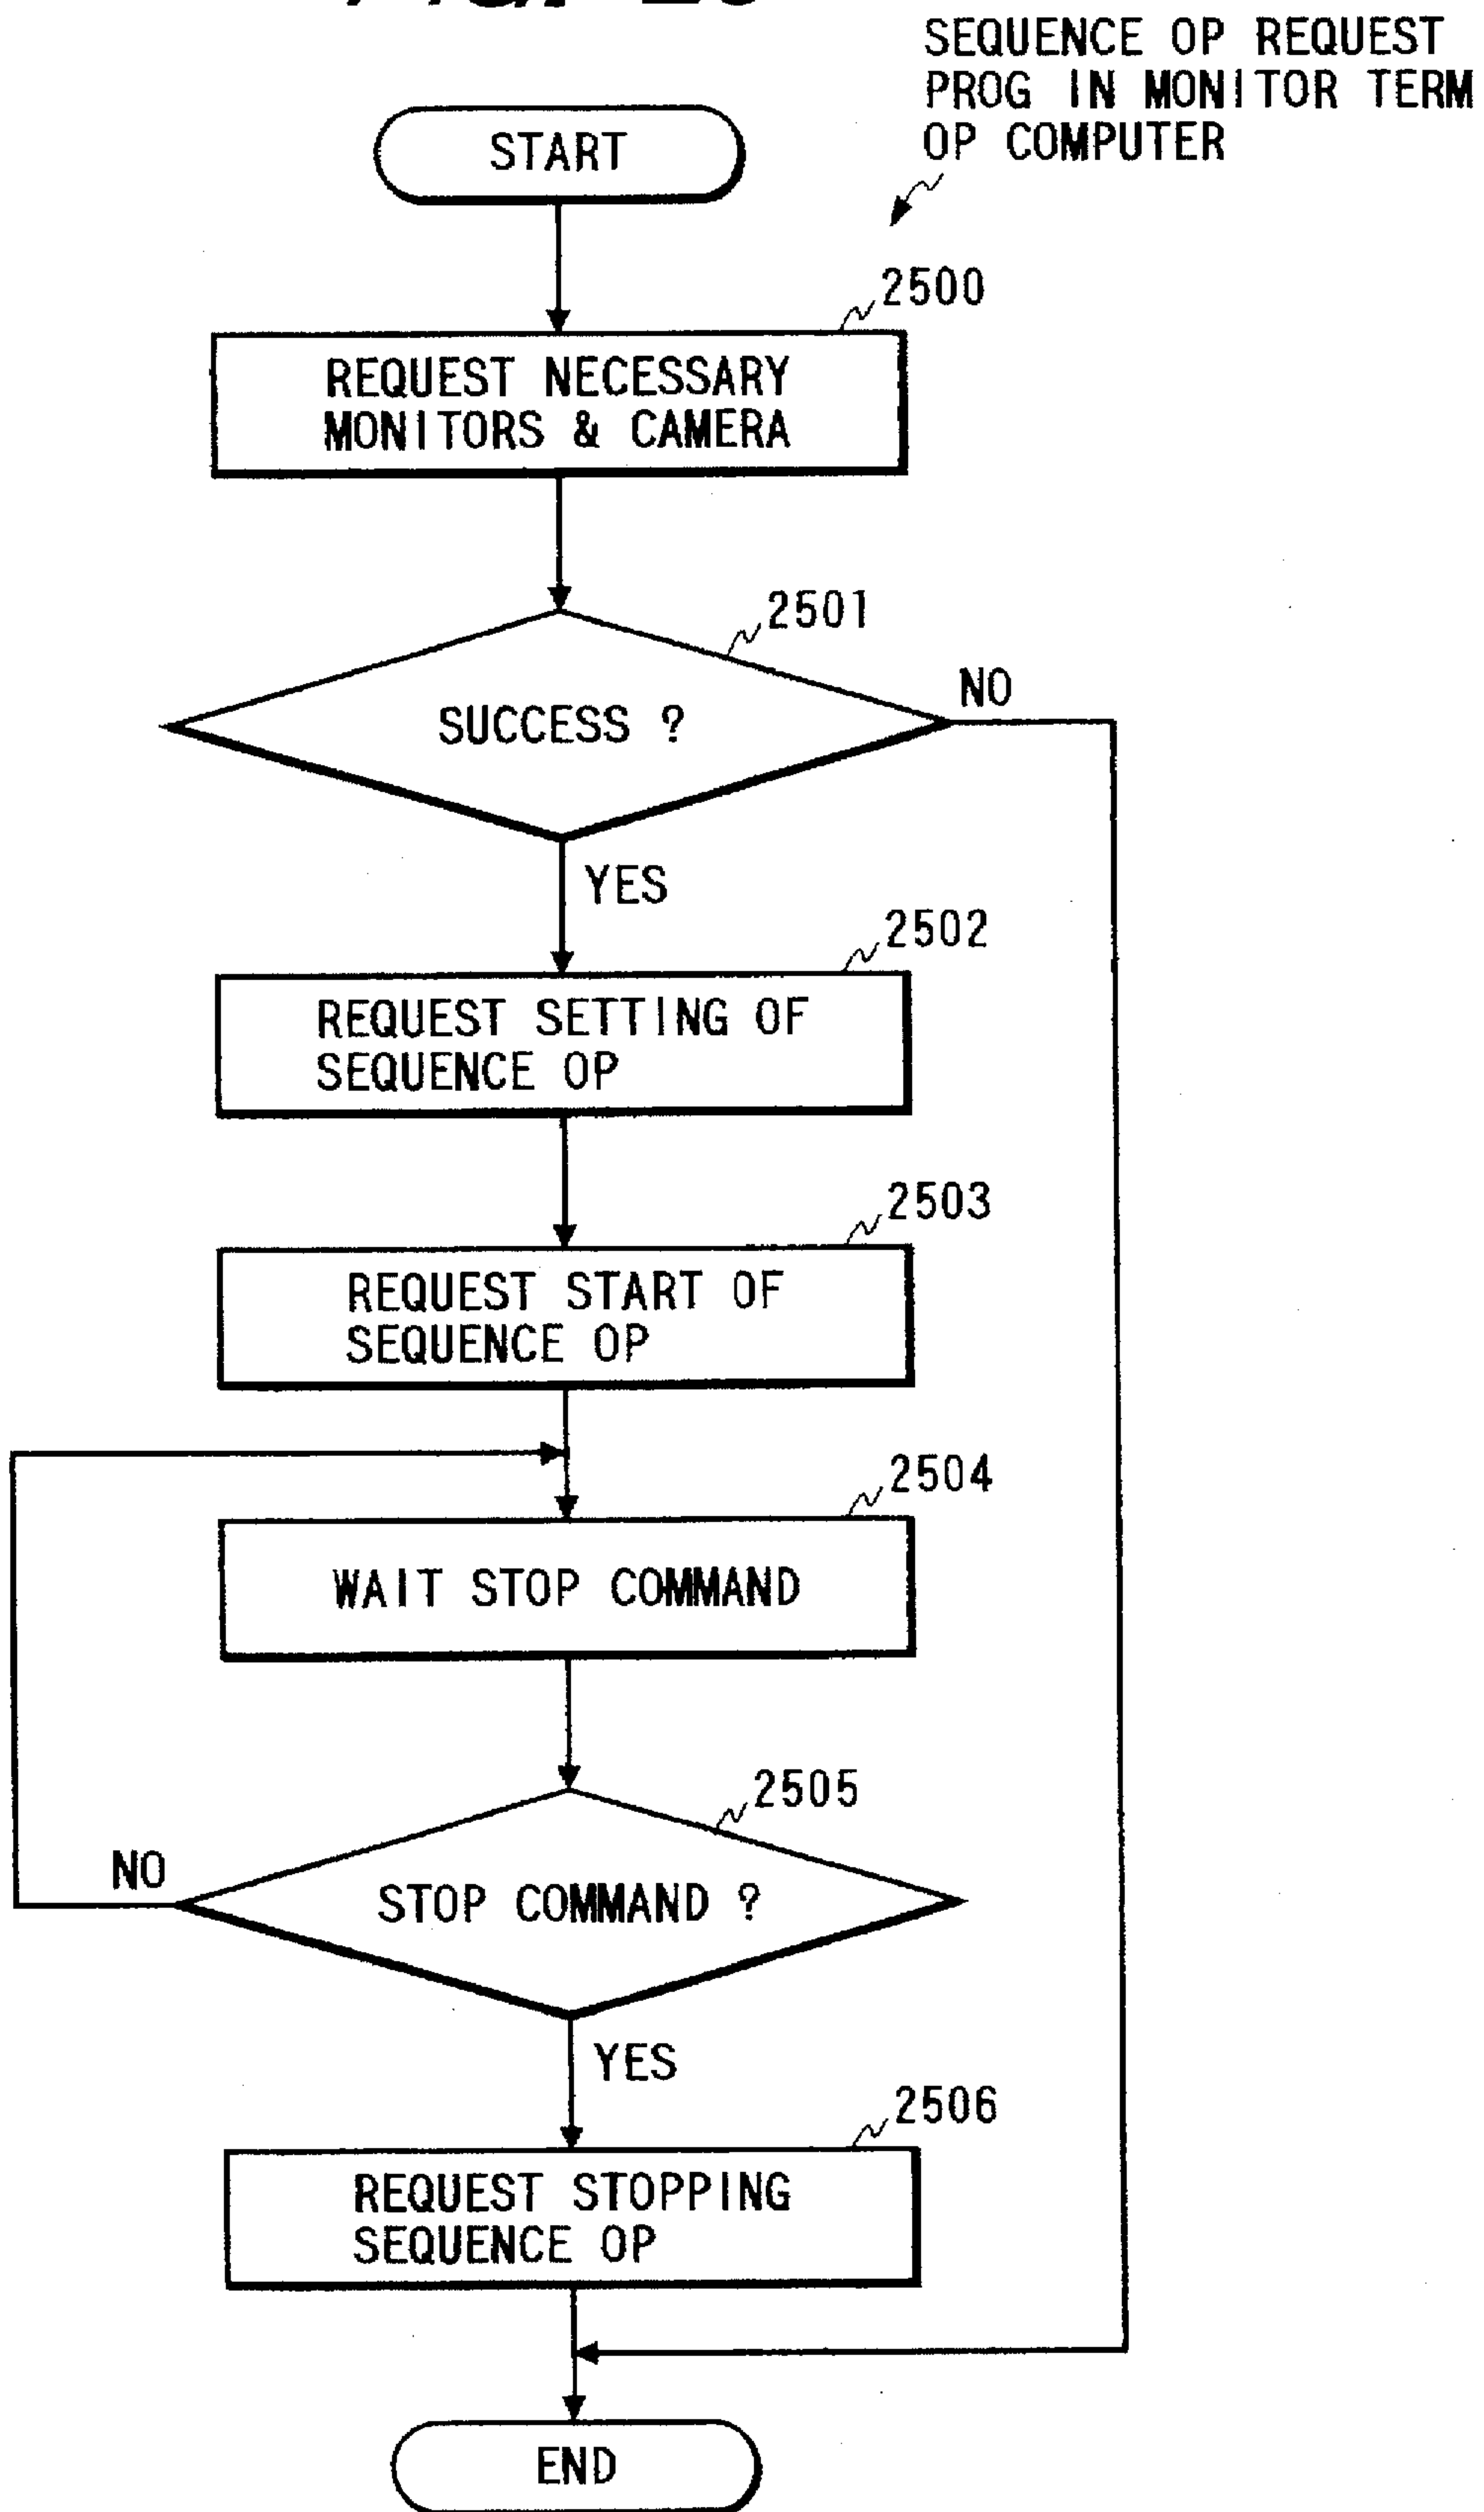 SEQUENCE OP REQUEST
PROG IN MONITOR TERM
OP COMPUTER
START
2500
REQUEST NECESSARY
MONITORS & CAMERA
2501
SUCCESS ?
NO
YES
2502
REQUEST SETTING OF
SEQUENCE OP
2503
REQUEST START OF
SEQUENCE OP
2504
WAIT STOP COMMAND
2505
NO
STOP COMMAND ?
YES
2506
REQUEST STOPPING
SEQUENCE OP
END